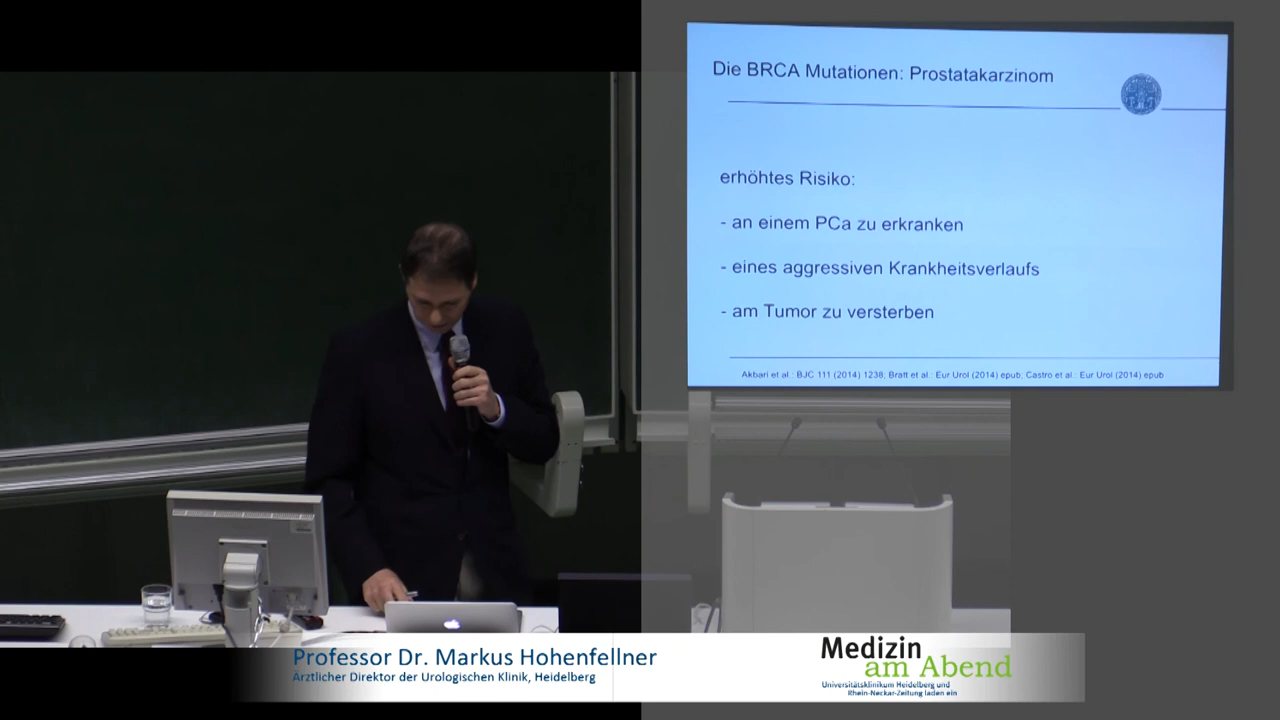 Die BRCA Mutationen: Prostatakarzinom
erhöhtes Risiko:
- an einem PCa zu erkranken
- eines aggressiven Krankheitsverlaufs
- am Tumor zu versterben
Akbari et al.: BJC 111 (2014) 1238; Bratt et al.: Eur Urol (2014) epub; Castro et al.: Eur Urol (2014) epub
Professor Dr. Markus Hohenfellner
Ärztlicher Direktor der Urologischen Klinik, Heidelberg
Medizin
am Abend
Universitätsklinikum Heidelberg und
Rhein-Neckar-Zeitung laden ein